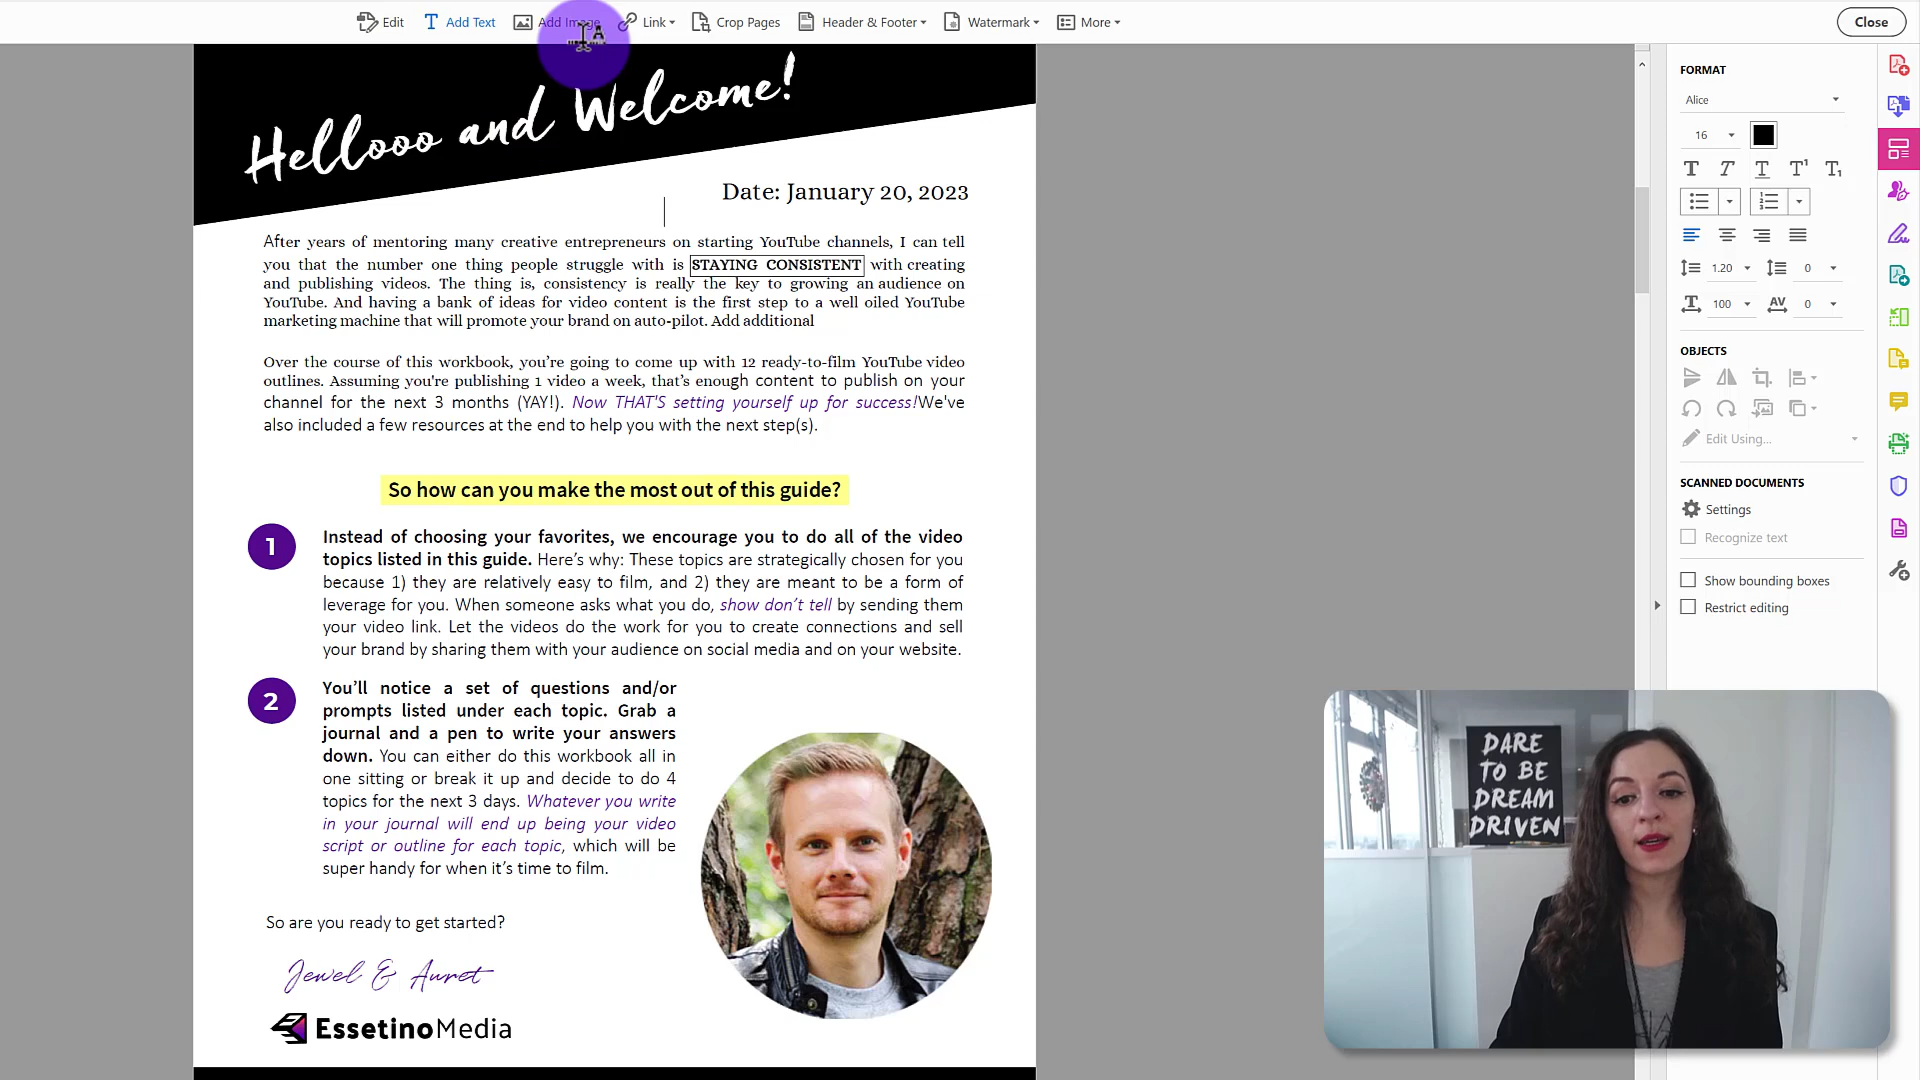 Edit Add Text Add Image Link Crop Pages Header & Footer Watermark More Close
Hellooo and Welcome!
Date: January 20, 2023
After years of mentoring many creative entrepreneurs on starting YouTube channels, I can tell
you that the number one thing people struggle with is STAYING CONSISTENT with creating
and publishing videos. The thing is, consistency is really the key to growing an audience on
YouTube. And having a bank of ideas for video content is the first step to a well oiled YouTube
marketing machine that will promote your brand on auto-pilot. Add additional
Over the course of this workbook, you’re going to come up with 12 ready-to-film YouTube video
outlines. Assuming you're publishing 1 video a week, that’s enough content to publish on your
channel for the next 3 months (YAY!). Now THAT'S setting yourself up for success!We've
also included a few resources at the end to help you with the next step(s).
So how can you make the most out of this guide?
1
Instead of choosing your favorites, we encourage you to do all of the video
topics listed in this guide. Here’s why: These topics are strategically chosen for you
because 1) they are relatively easy to film, and 2) they are meant to be a form of
leverage for you. When someone asks what you do, show don’t tell by sending them
your video link. Let the videos do the work for you to create connections and sell
your brand by sharing them with your audience on social media and on your website.
2
You’ll notice a set of questions and/or
prompts listed under each topic. Grab a
journal and a pen to write your answers
down. You can either do this workbook all in
one sitting or break it up and decide to do 4
topics for the next 3 days. Whatever you write
in your journal will end up being your video
script or outline for each topic, which will be
super handy for when it’s time to film.
So are you ready to get started?
Jewel & Auret
EssetinoMedia
FORMAT
Alice
16
1.20 0
100 AV 0
OBJECTS
Edit Using...
SCANNED DOCUMENTS
Settings
Recognize text
Show bounding boxes
Restrict editing
DARE
TO BE
DREAM
DRIVEN